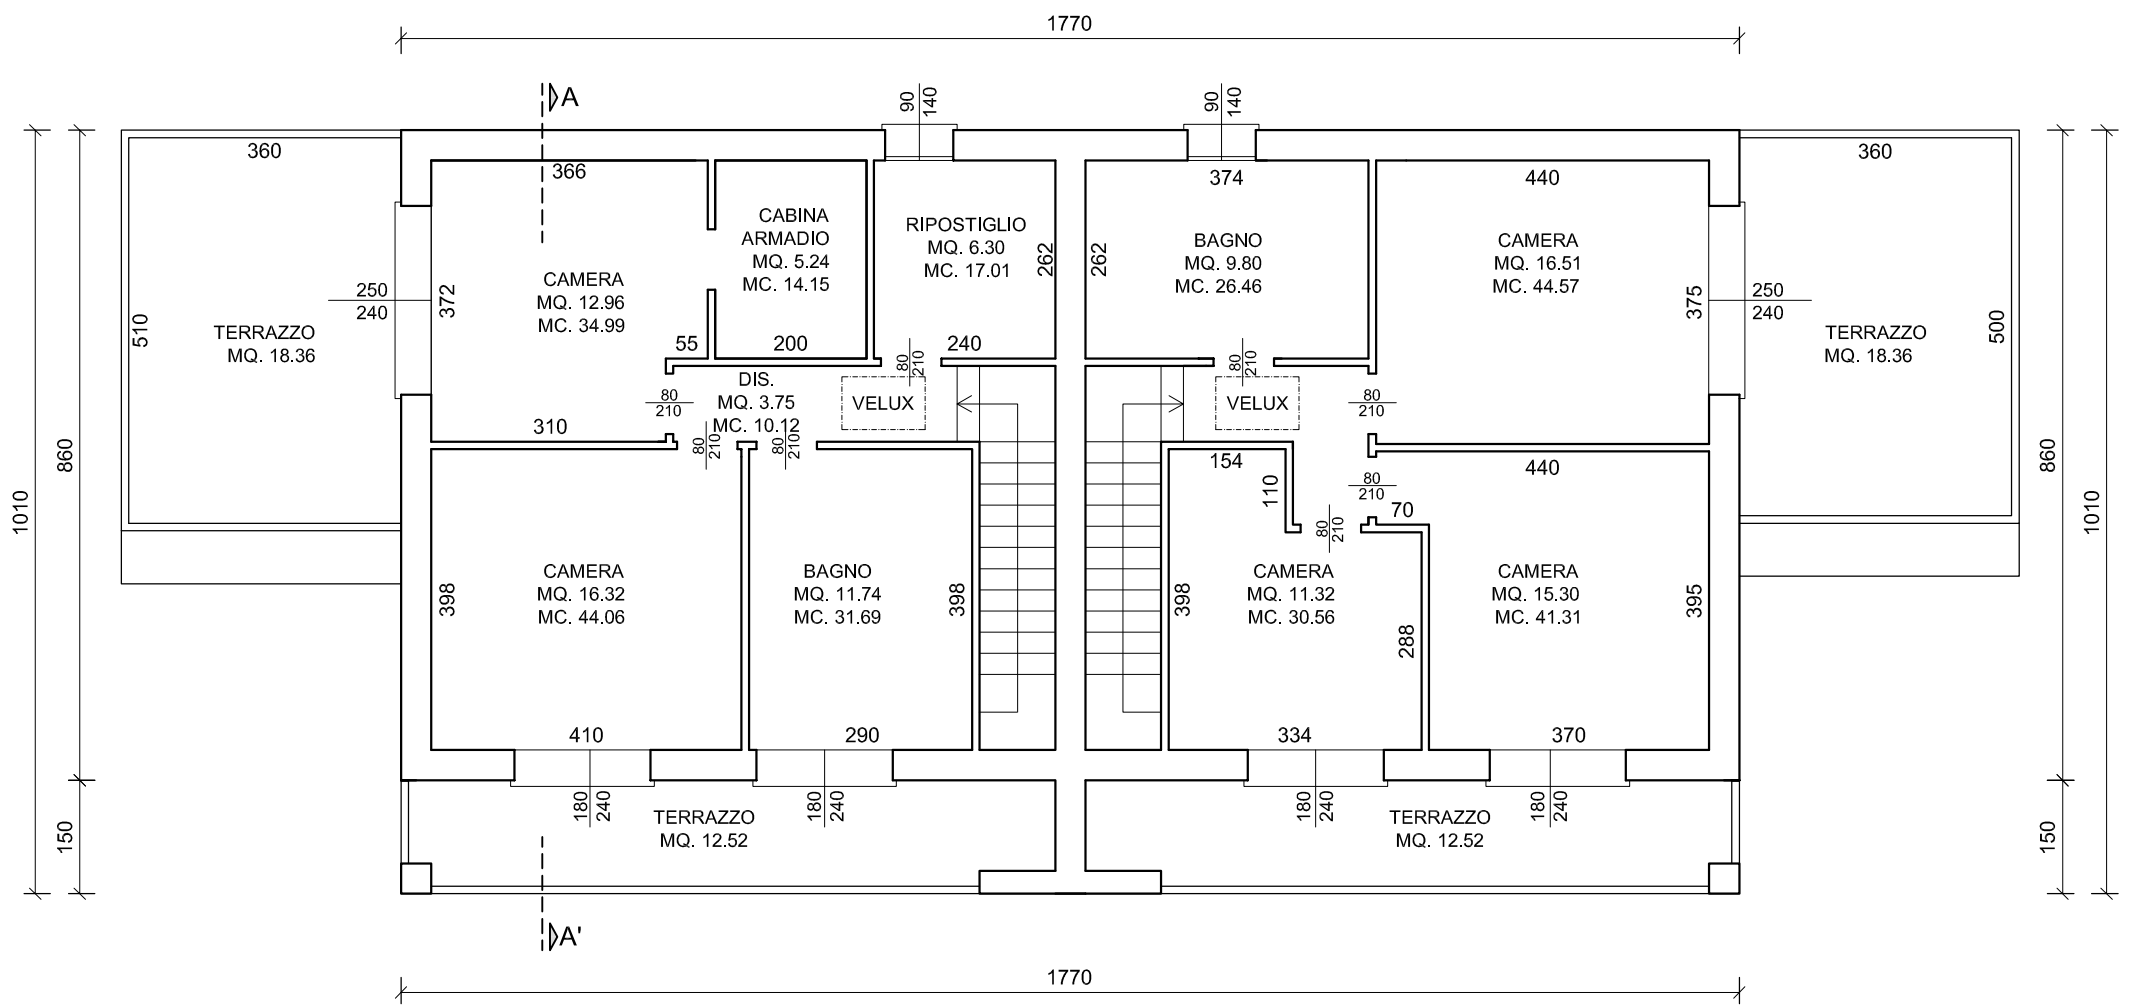 1770
A
90
140
90
140
360
366
374
440
360
CABINA
ARMADIO
MQ. 5.24
MC. 14.15
RIPOSTIGLIO
MQ. 6.30
MC. 17.01
262
262
BAGNO
MQ. 9.80
MC. 26.46
CAMERA
MQ. 16.51
MC. 44.57
CAMERA
MQ. 12.96
MC. 34.99
372
250
240
510
TERRAZZO
MQ. 18.36
375
250
240
TERRAZZO
MQ. 18.36
500
55
200
80
210
240
80
210
DIS.
MQ. 3.75
MC. 10.12
80
210
VELUX
VELUX
80
210
310
80
210
80
210
154
440
860
1010
860
1010
110
80
210
70
80
210
CAMERA
MQ. 16.32
MC. 44.06
398
BAGNO
MQ. 11.74
MC. 31.69
398
398
CAMERA
MQ. 11.32
MC. 30.56
288
CAMERA
MQ. 15.30
MC. 41.31
395
410
290
334
370
180
240
180
240
180
240
180
240
TERRAZZO
MQ. 12.52
TERRAZZO
MQ. 12.52
150
150
A'
1770